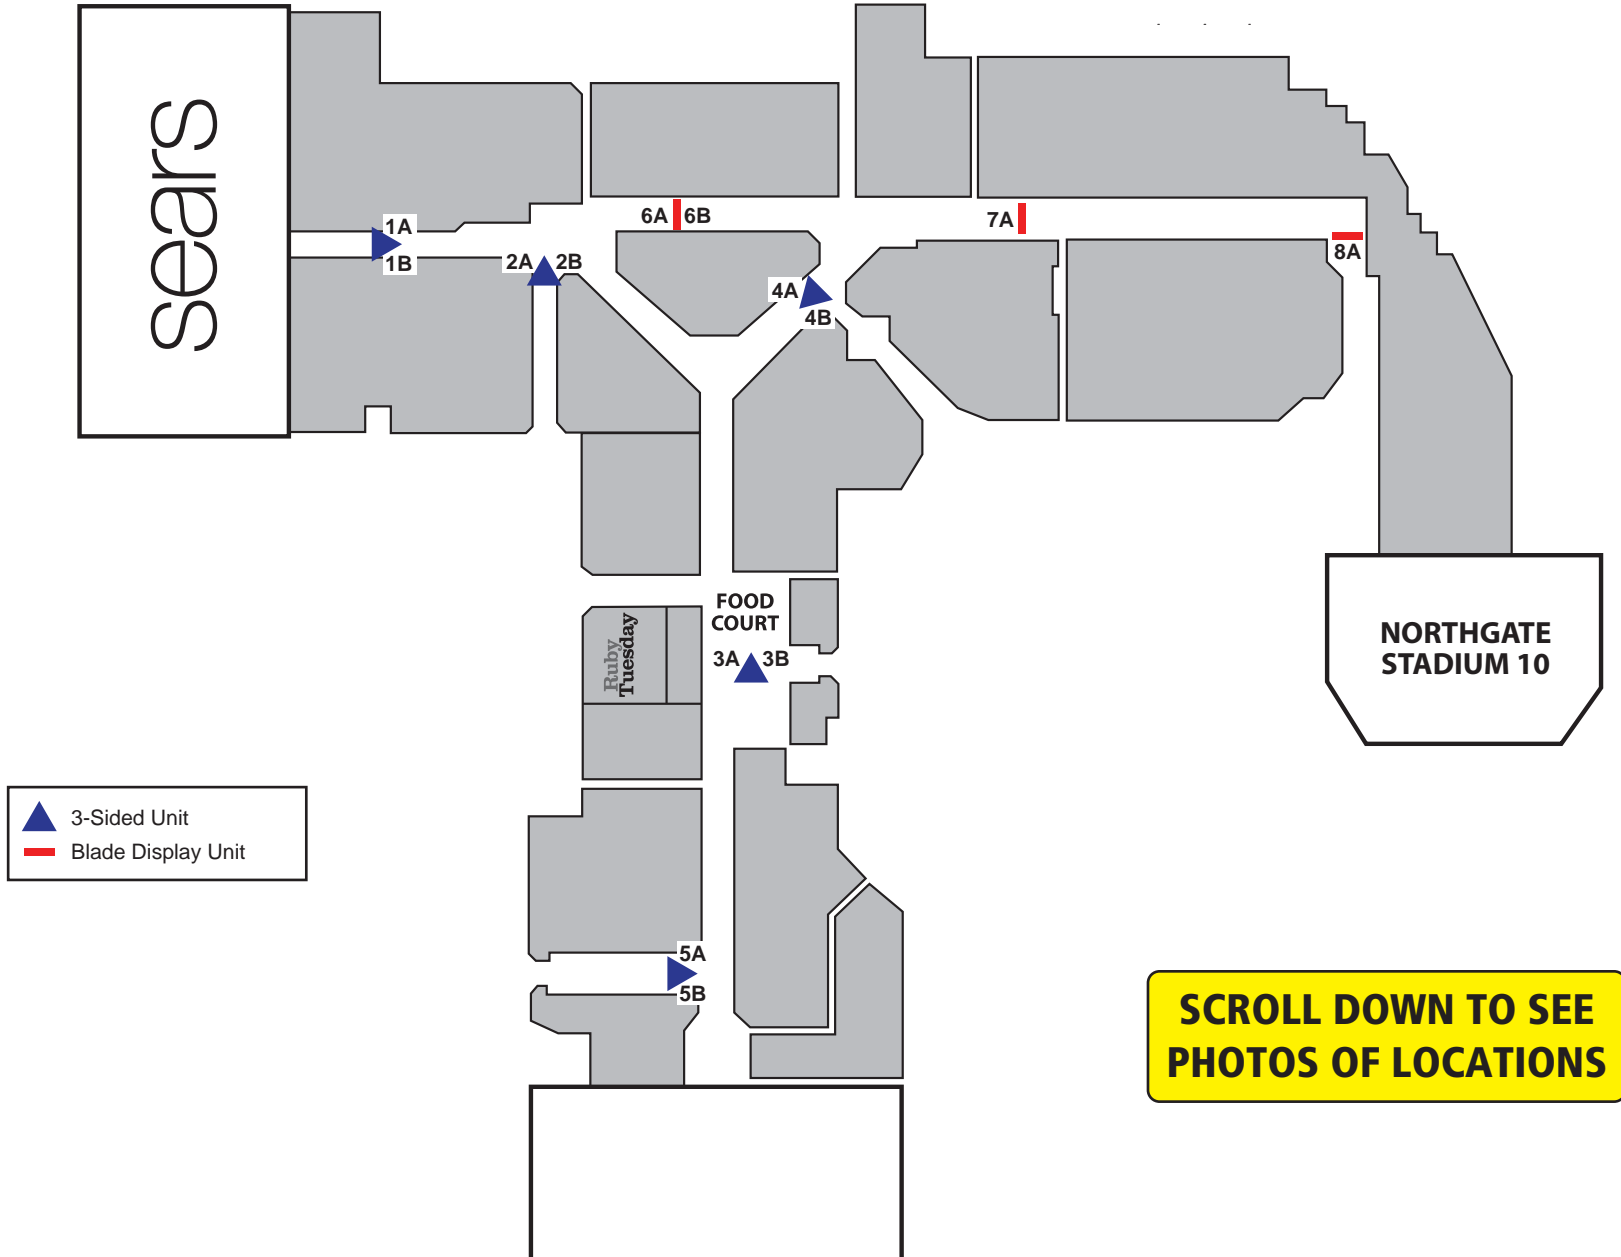 sears
1A
1B
2A 2B
6A 6B
4A
4B
7A
8A
FOOD
COURT
3A 3B
Ruby
Tuesday
NORTHGATE
STADIUM 10
3-Sided Unit
Blade Display Unit
5A
5B
SCROLL DOWN TO SEE
PHOTOS OF LOCATIONS